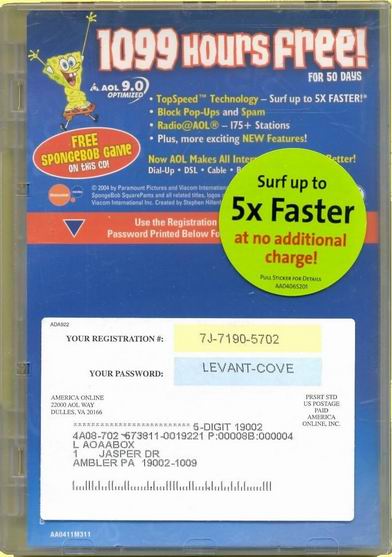 1099 HOURS FREE!
FOR 50 DAYS
AOL 9.0
OPTIMIZED
• TopSpeed™ Technology – Surf up to 5X FASTER!*
• Block Pop-Ups and Spam
• Radio@AOL® – 175+ Stations
• Plus, more exciting NEW Features!
FREE
SPONGEBOB GAME
ON THIS CD!
Now AOL Makes All Better!
Dial-Up • DSL • Cable •
nickelodeon
© 2004 by Paramount Pictures and Viacom
SpongeBob SquarePants and all related titles, logos
Viacom International Inc. Created by Stephen
Surf up to
5x Faster
at no additional
charge!
PULL STICKER FOR DETAILS
AAD406S201
Use the Registration
Password Printed Below
ADAS22
YOUR REGISTRATION #: 7J-7190-5702
YOUR PASSWORD: LEVANT-COVE
AMERICA ONLINE
22000 AOL WAY
DULLES, VA 20166
PRSRT STD
US POSTAGE
PAID
AMERICA
ONLINE, INC.
5-DIGIT 19002
4A08-702 673811-0019221 P:00008B:000004
L AOAABOX
1 JASPER DR
AMBLER PA 19002-1009
AA0411M311